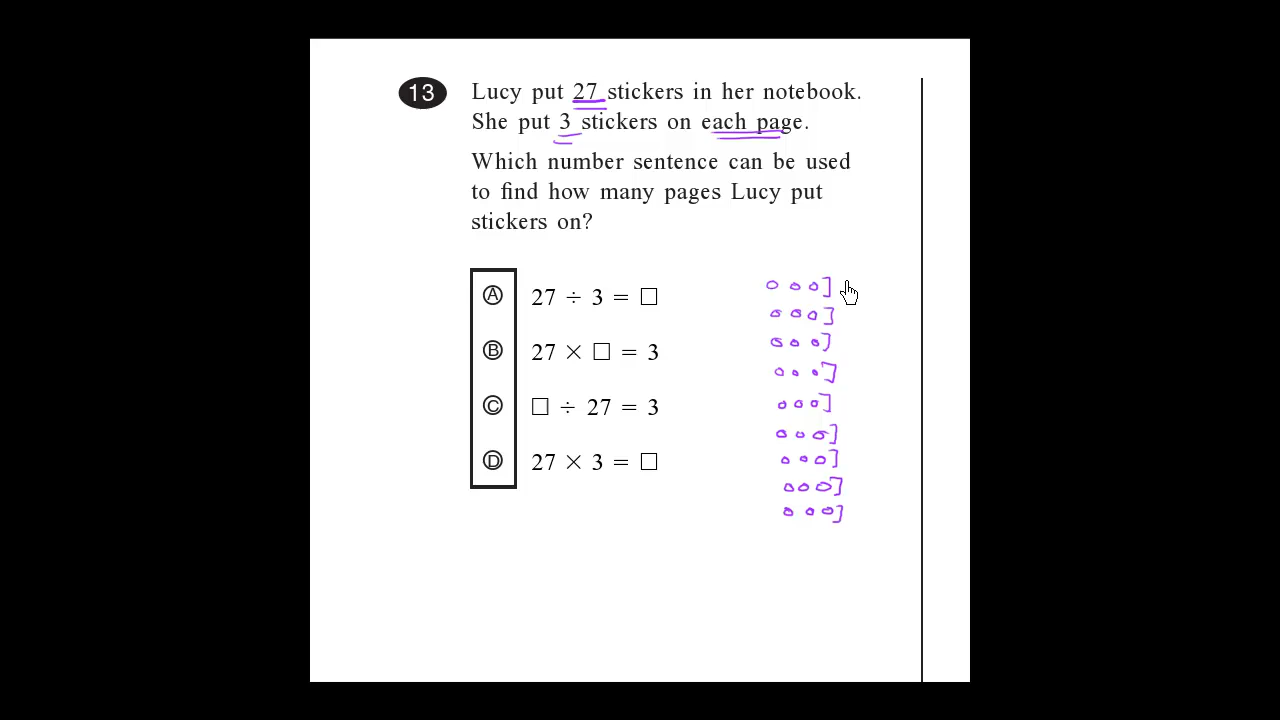 13 Lucy put 27 stickers in her notebook.
She put 3 stickers on each page.
Which number sentence can be used
to find how many pages Lucy put
stickers on?
A 27 ÷ 3 = □
B 27 × □ = 3
C □ ÷ 27 = 3
D 27 × 3 = □